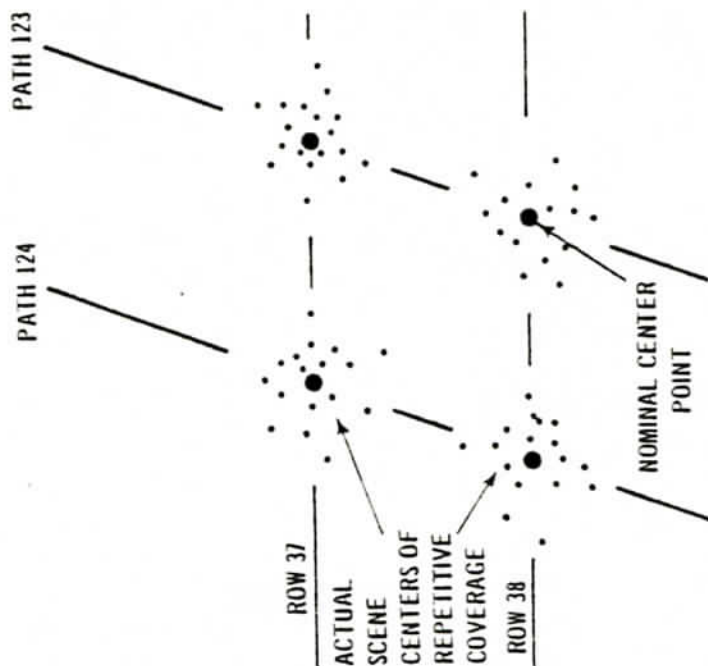 PATH 123
PATH 124
ROW 37
ACTUAL
SCENE
CENTERS OF
REPETITIVE
COVERAGE
ROW 38
NOMINAL CENTER
POINT